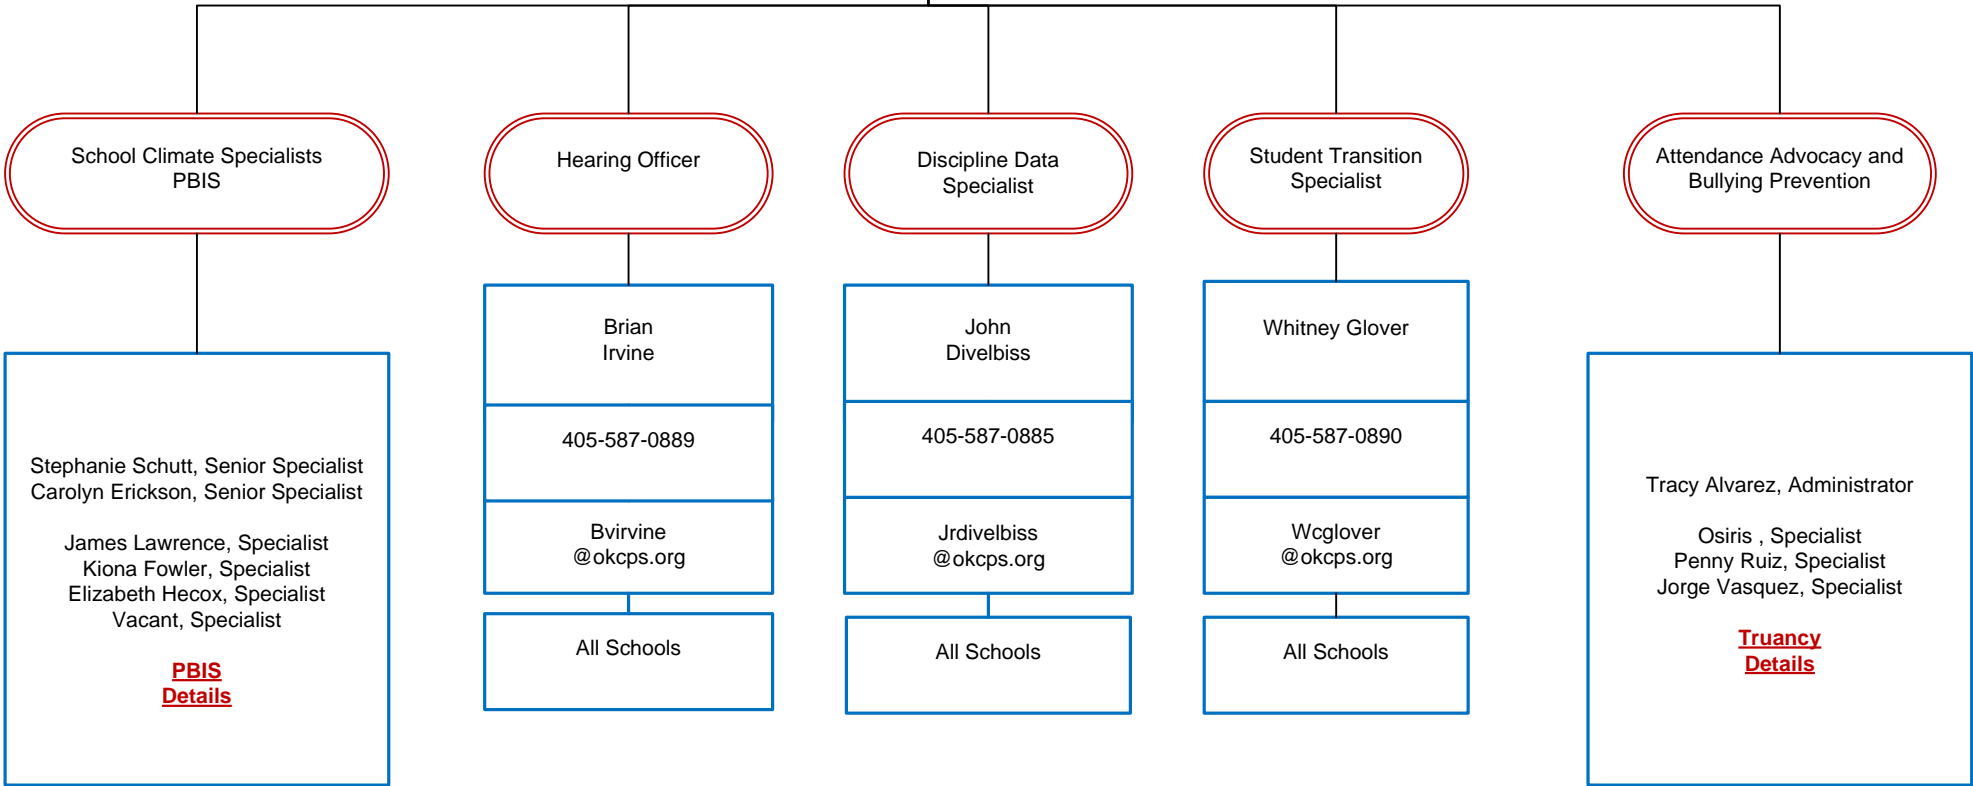 School Climate Specialists
PBIS
Hearing Officer
Discipline Data
Specialist
Student Transition
Specialist
Attendance Advocacy and
Bullying Prevention
Stephanie Schutt, Senior Specialist
Carolyn Erickson, Senior Specialist
James Lawrence, Specialist
Kiona Fowler, Specialist
Elizabeth Hecox, Specialist
Vacant, Specialist
PBIS
Details
Brian
Irvine
405-587-0889
Bvirvine
@okcps.org
All Schools
John
Divelbiss
405-587-0885
Jrdivelbiss
@okcps.org
All Schools
Whitney Glover
405-587-0890
Wcglover
@okcps.org
All Schools
Tracy Alvarez, Administrator
Osiris , Specialist
Penny Ruiz, Specialist
Jorge Vasquez, Specialist
Truancy
Details